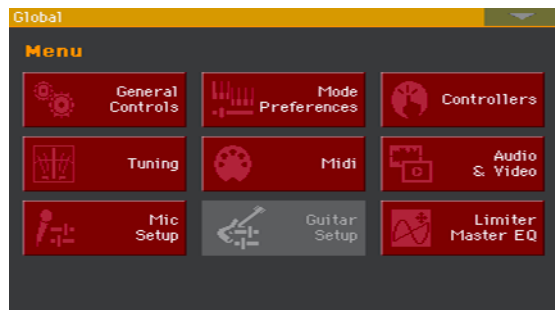 Global
Menu
General
Controls
Mode
Preferences
Controllers
Tuning
Midi
Audio
& Video
Mic
Setup
Guitar
Setup
Limiter
Master EQ